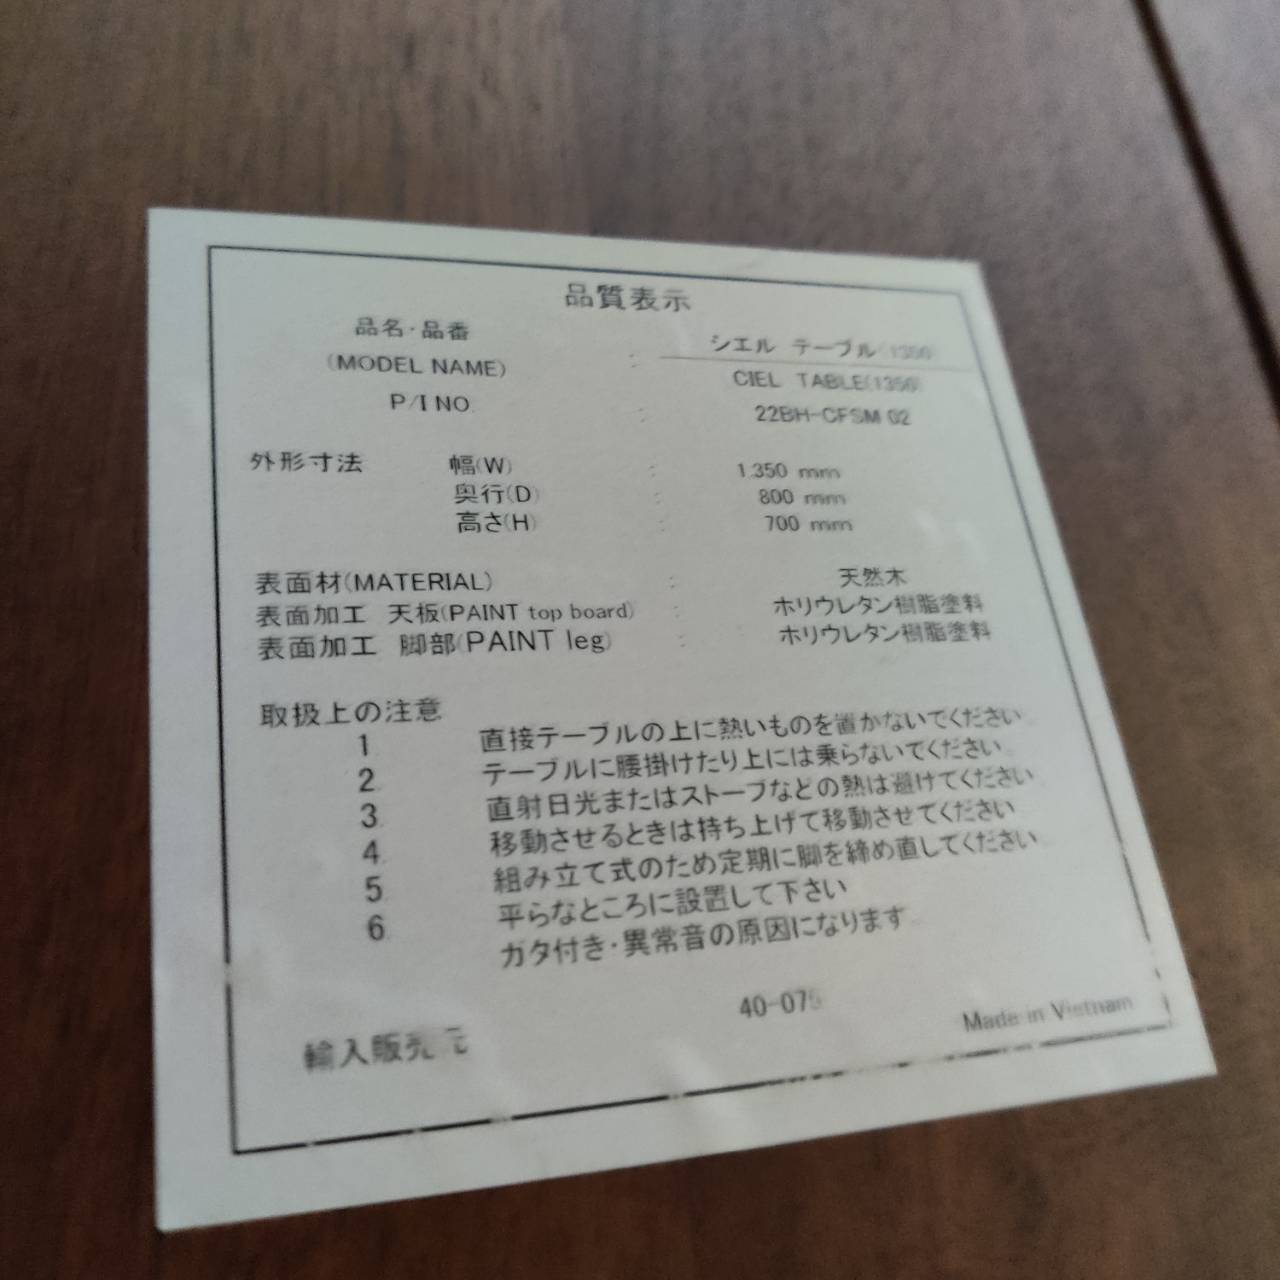 品質表示
品名・品番 シエル テーブル(1350)
(MODEL NAME) : CIEL TABLE(1350)
P/I NO : 22BH-CFSM 02
外形寸法 幅(W) : 1,350 mm
奥行(D) : 800 mm
高さ(H) : 700 mm
表面材(MATERIAL) : 天然木
表面加工 天板(PAINT top board) : ポリウレタン樹脂塗料
表面加工 脚部(PAINT leg) : ポリウレタン樹脂塗料
取扱上の注意
1 直接テーブルの上に熱いものを置かないでください
2 テーブルに腰掛けたり上には乗らないでください
3 直射日光またはストーブなどの熱は避けてください
4 移動させるときは持ち上げて移動させてください
5 組み立て式のため定期に脚を締め直してください
6 平らなところに設置して下さい
ガタ付き・異常音の原因になります
輸入販売元
Made in Vietnam